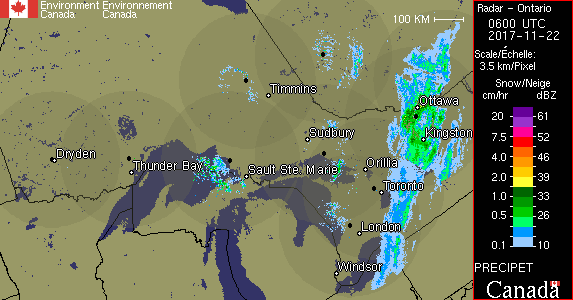 Environment Environnement
Canada Canada
100 KM
Timmins
Ottawa
Sudbury
Kingston
Dryden
Thunder Bay
Sault Ste. Marie
Orillia
Toronto
London
Windsor
Radar - Ontario
0600 UTC
2017-11-22
Scale/Échelle:
3.5 km/Pixel
Snow/Neige
cm/hr dBZ
20 61
7.5 52
4.0 46
2.0 39
1.0 33
0.5 26
0.1 10
PRECIPET
Canada